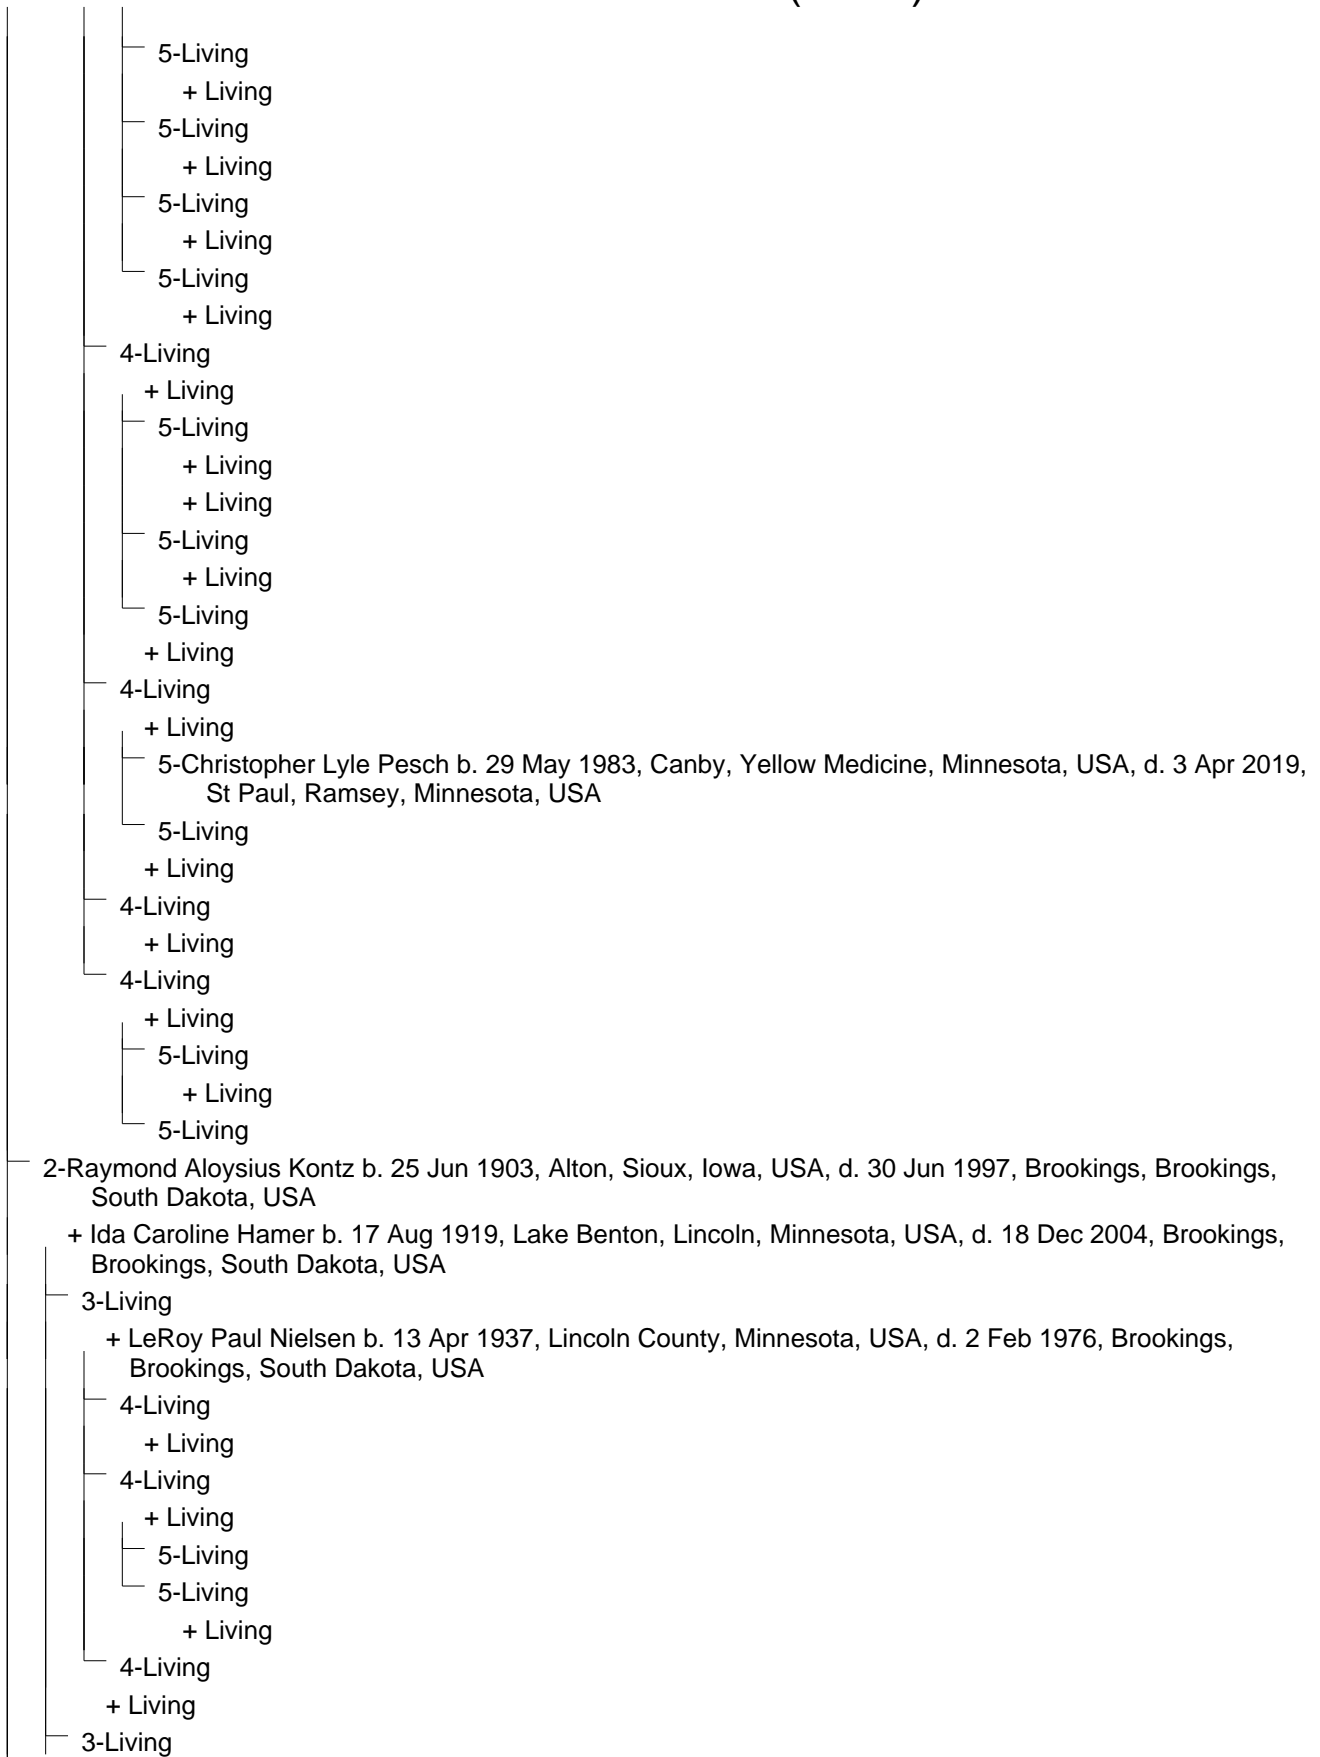 5-Living
+ Living
5-Living
+ Living
5-Living
+ Living
5-Living
+ Living
4-Living
+ Living
5-Living
+ Living
+ Living
5-Living
+ Living
5-Living
+ Living
4-Living
+ Living
5-Christopher Lyle Pesch b. 29 May 1983, Canby, Yellow Medicine, Minnesota, USA, d. 3 Apr 2019,
St Paul, Ramsey, Minnesota, USA
5-Living
+ Living
4-Living
+ Living
4-Living
+ Living
5-Living
+ Living
5-Living
2-Raymond Aloysius Kontz b. 25 Jun 1903, Alton, Sioux, Iowa, USA, d. 30 Jun 1997, Brookings, Brookings,
South Dakota, USA
+ Ida Caroline Hamer b. 17 Aug 1919, Lake Benton, Lincoln, Minnesota, USA, d. 18 Dec 2004, Brookings,
Brookings, South Dakota, USA
3-Living
+ LeRoy Paul Nielsen b. 13 Apr 1937, Lincoln County, Minnesota, USA, d. 2 Feb 1976, Brookings,
Brookings, South Dakota, USA
4-Living
+ Living
4-Living
+ Living
5-Living
5-Living
+ Living
4-Living
+ Living
3-Living